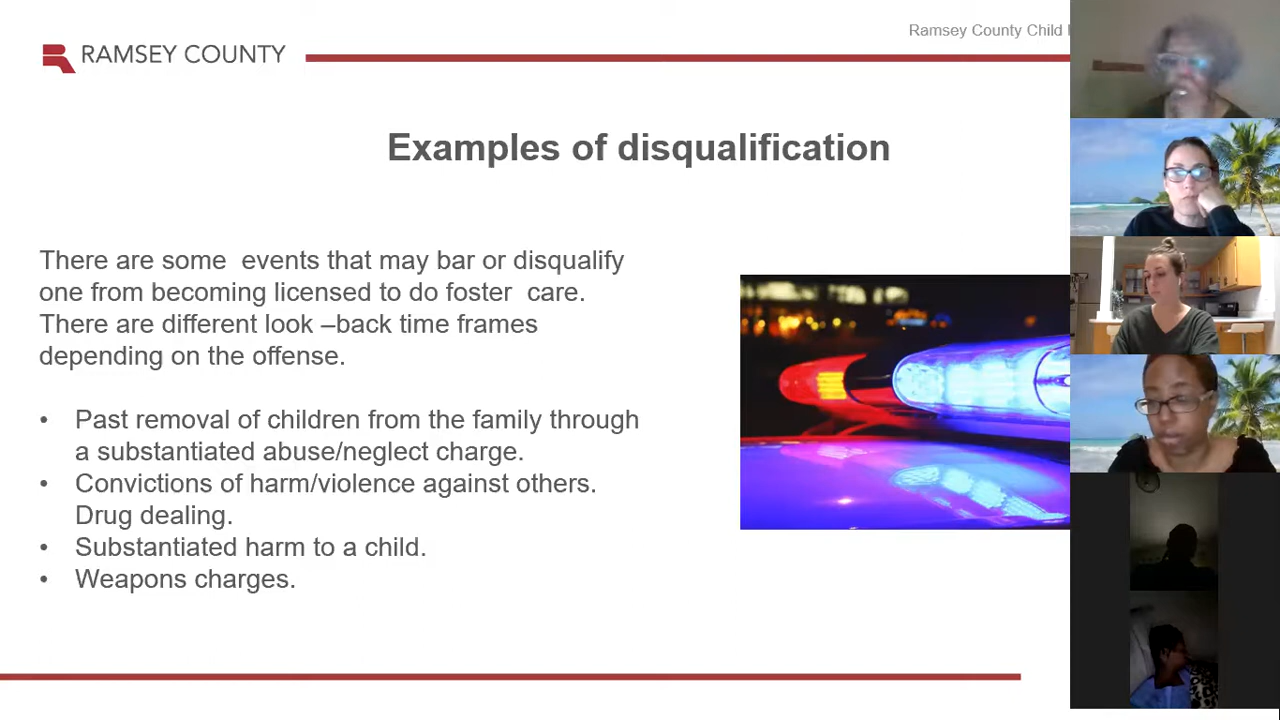 Ramsey County Child
RAMSEY COUNTY
Examples of disqualification
There are some  events that may bar or disqualify
one from becoming licensed to do foster  care.
There are different look –back time frames
depending on the offense.
• Past removal of children from the family through
a substantiated abuse/neglect charge.
• Convictions of harm/violence against others.
Drug dealing.
• Substantiated harm to a child.
• Weapons charges.